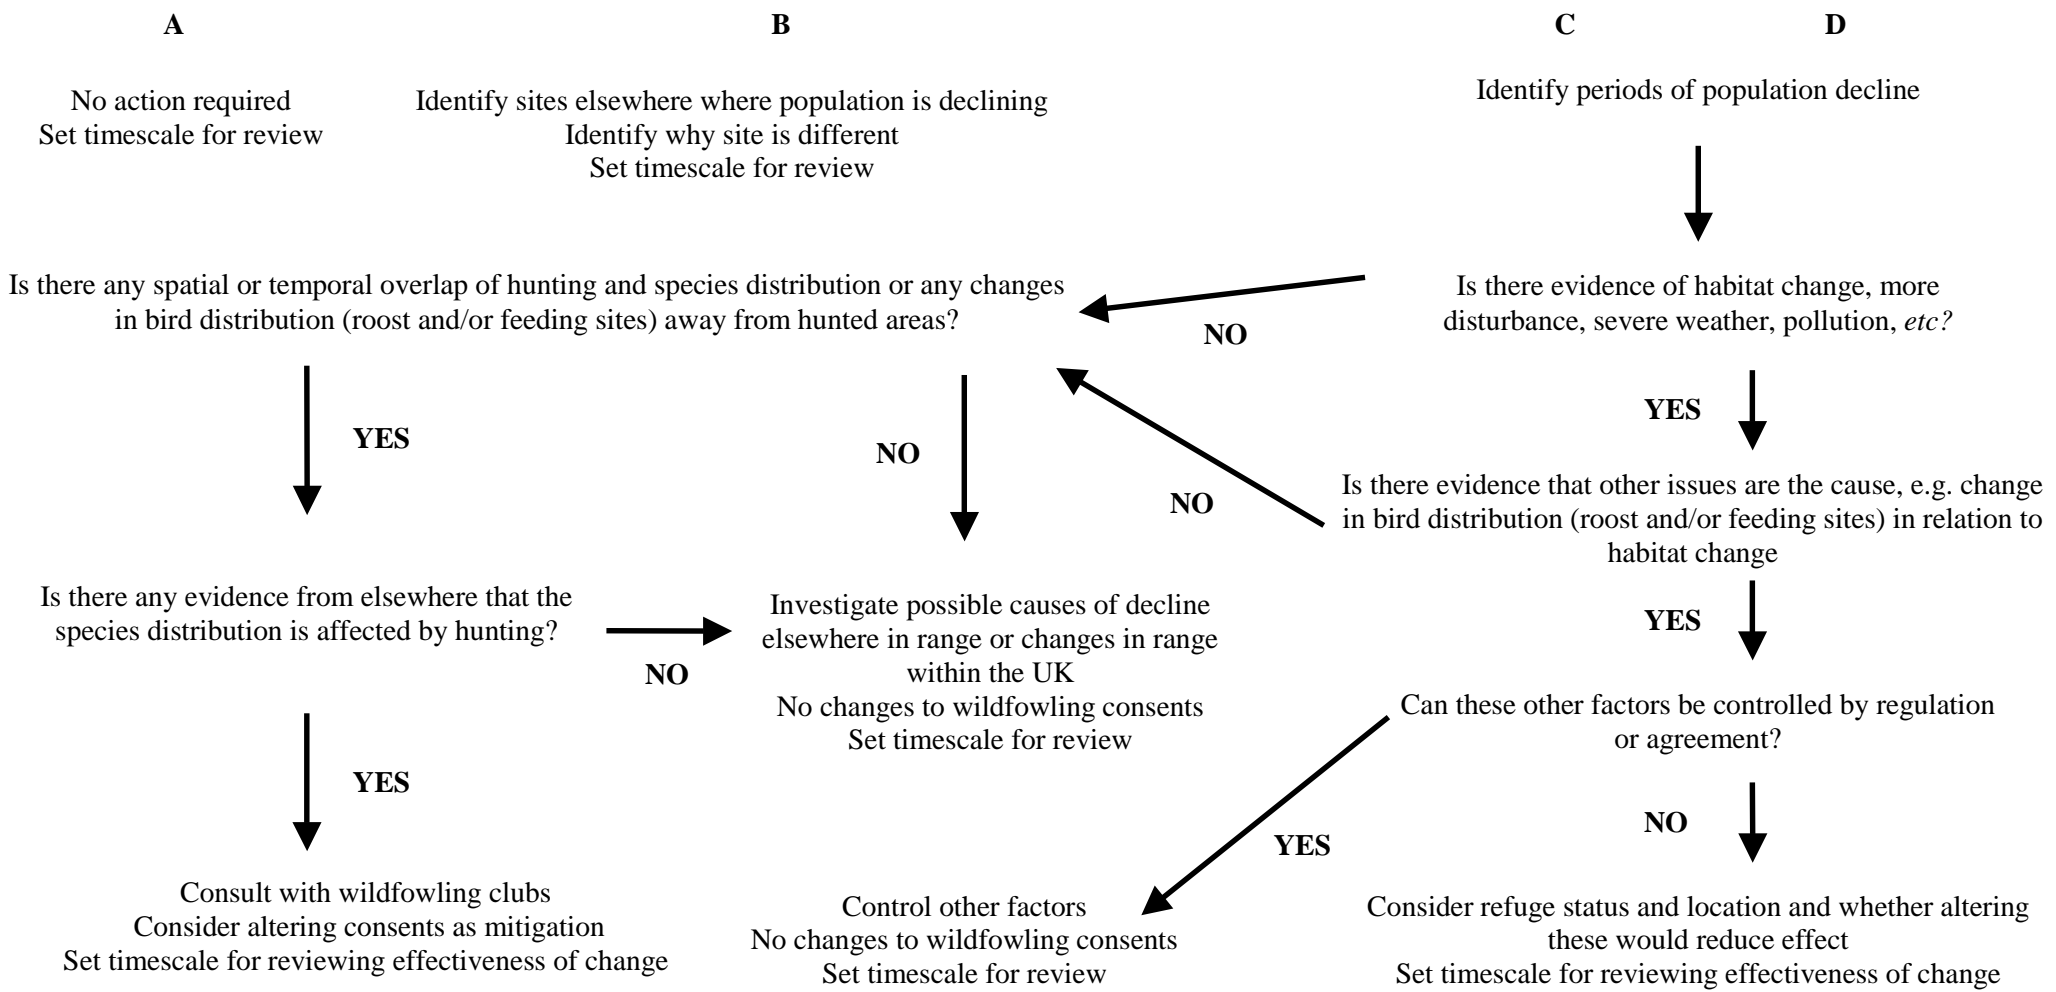 A
B
C
D
No action required
Set timescale for review
Identify sites elsewhere where population is declining
Identify why site is different
Set timescale for review
Identify periods of population decline
Is there any spatial or temporal overlap of hunting and species distribution or any changes
in bird distribution (roost and/or feeding sites) away from hunted areas?
NO
Is there evidence of habitat change, more
disturbance, severe weather, pollution, etc?
YES
NO
NO
YES
Is there evidence that other issues are the cause, e.g. change
in bird distribution (roost and/or feeding sites) in relation to
habitat change
Is there any evidence from elsewhere that the
species distribution is affected by hunting?
NO
Investigate possible causes of decline
elsewhere in range or changes in range
within the UK
No changes to wildfowling consents
Set timescale for review
YES
Can these other factors be controlled by regulation
or agreement?
YES
YES
NO
Consult with wildfowling clubs
Consider altering consents as mitigation
Set timescale for reviewing effectiveness of change
Control other factors
No changes to wildfowling consents
Set timescale for review
Consider refuge status and location and whether altering
these would reduce effect
Set timescale for reviewing effectiveness of change